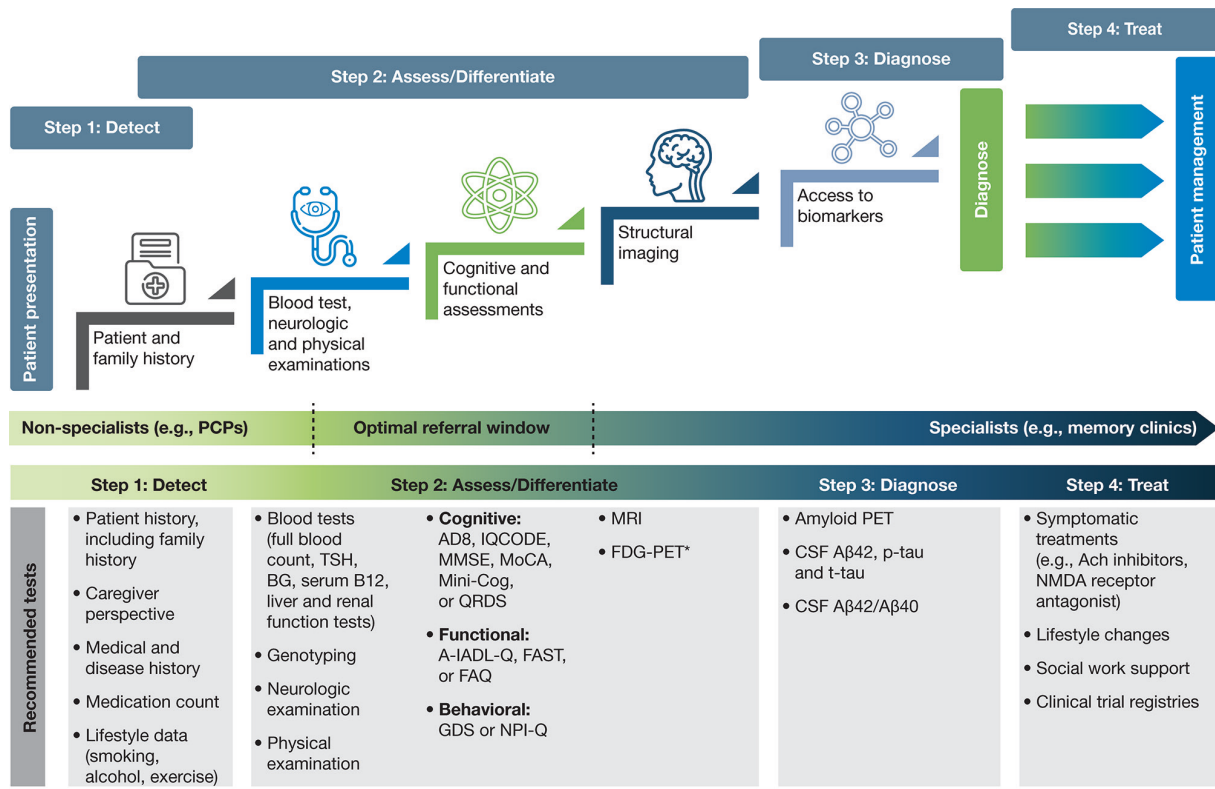 Step 4: Treat
Step 3: Diagnose
Step 2: Assess/Differentiate
Step 1: Detect
Patient presentation
Patient and
family history
Blood test,
neurologic
and physical
examinations
Cognitive and
functional
assessments
Structural
imaging
Access to
biomarkers
Diagnose
Patient management
Non-specialists (e.g., PCPs)
Optimal referral window
Specialists (e.g., memory clinics)
Step 1: Detect
Step 2: Assess/Differentiate
Step 3: Diagnose
Step 4: Treat
Recommended tests
• Patient history,
including family
history
• Caregiver
perspective
• Medical and
disease history
• Medication count
• Lifestyle data
(smoking,
alcohol, exercise)
• Blood tests
(full blood
count, TSH,
BG, serum B12,
liver and renal
function tests)
• Genotyping
• Neurologic
examination
• Physical
examination
• Cognitive:
AD8, IQCODE,
MMSE, MoCA,
Mini-Cog,
or QRDS
• Functional:
A-IADL-Q, FAST,
or FAQ
• Behavioral:
GDS or NPI-Q
• MRI
• FDG-PET*
• Amyloid PET
• CSF Aβ42, p-tau
and t-tau
• CSF Aβ42/Aβ40
• Symptomatic
treatments
(e.g., Ach inhibitors,
NMDA receptor
antagonist)
• Lifestyle changes
• Social work support
• Clinical trial registries